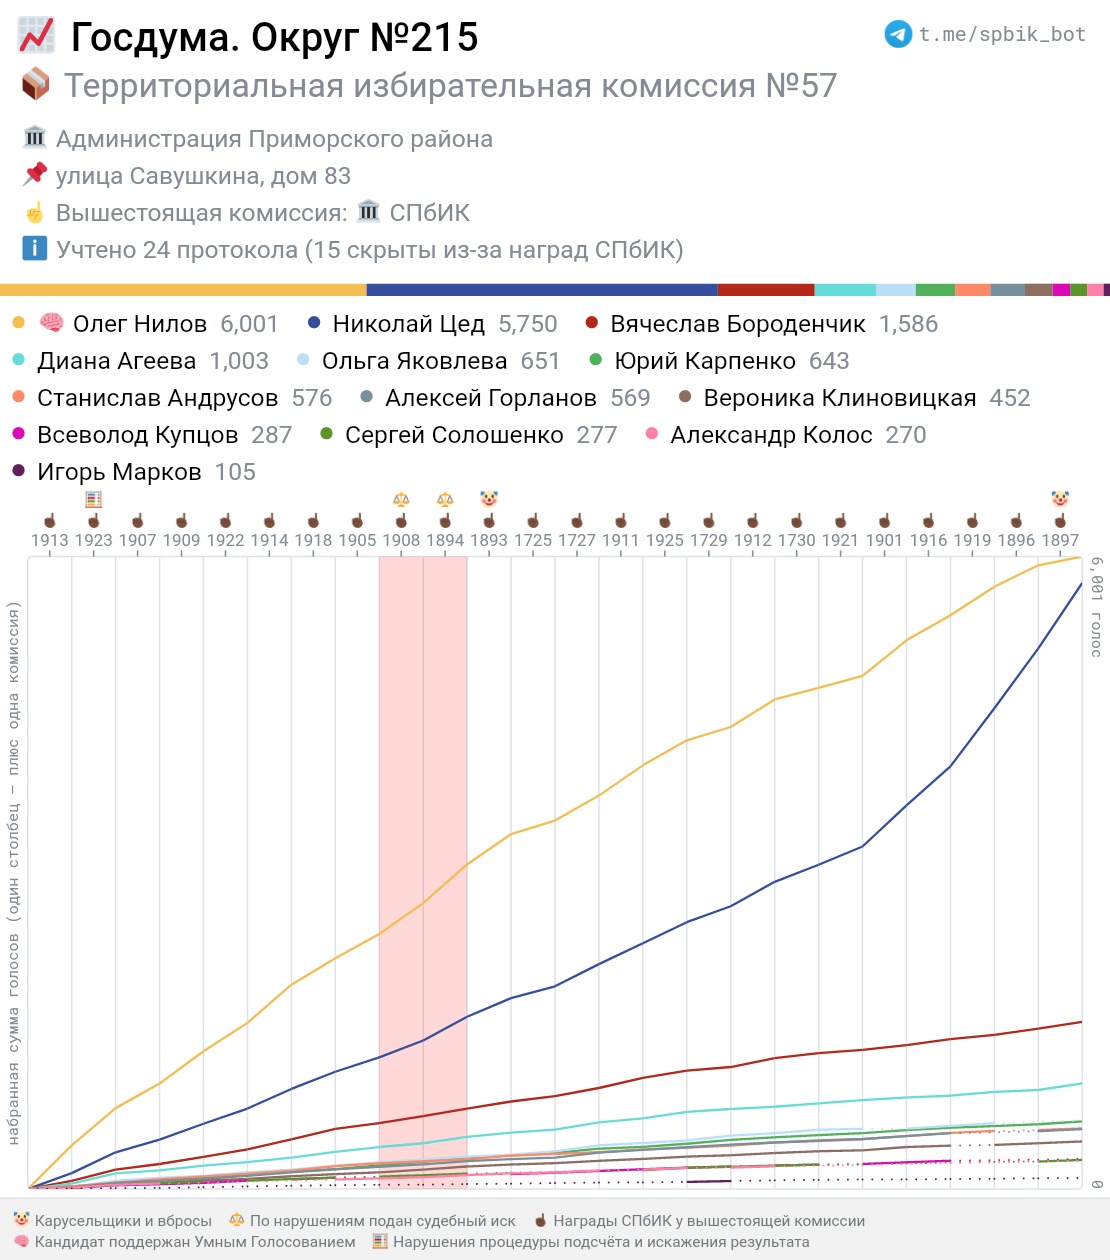 Госдума. Округ №215
t.me/spbik_bot
Территориальная избирательная комиссия №57
Администрация Приморского района
улица Савушкина, дом 83
Вышестоящая комиссия: СПбИК
Учтено 24 протокола (15 скрыты из-за наград СПбИК)
Олег Нилов 6,001 Николай Цед 5,750 Вячеслав Бороденчик 1,586
Диана Агеева 1,003 Ольга Яковлева 651 Юрий Карпенко 643
Станислав Андрусов 576 Алексей Горланов 569 Вероника Клиновицкая 452
Всеволод Купцов 287 Сергей Солошенко 277 Александр Колос 270
Игорь Марков 105
1913 1923 1907 1909 1922 1914 1918 1905 1908 1894 1893 1725 1727 1911 1925 1729 1912 1730 1921 1901 1916 1919 1896 1897
набранная сумма голосов (один столбец – плюс одна комиссия)
6,001 голос
0
Карусельщики и вбросы По нарушениям подан судебный иск Награды СПбИК у вышестоящей комиссии
Кандидат поддержан Умным Голосованием Нарушения процедуры подсчёта и искажения результата